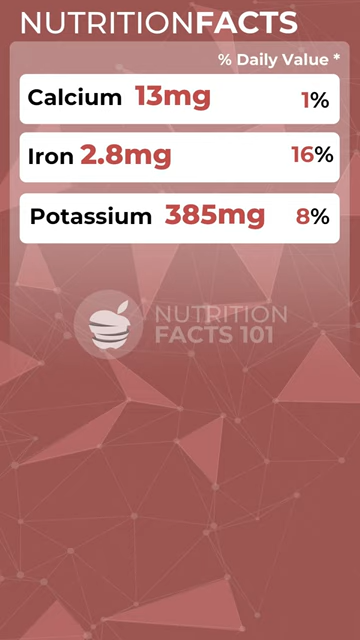 NUTRITIONFACTS
% Daily Value *
Calcium 13mg 1%
Iron 2.8mg 16%
Potassium 385mg 8%
NUTRITION
FACTS 101